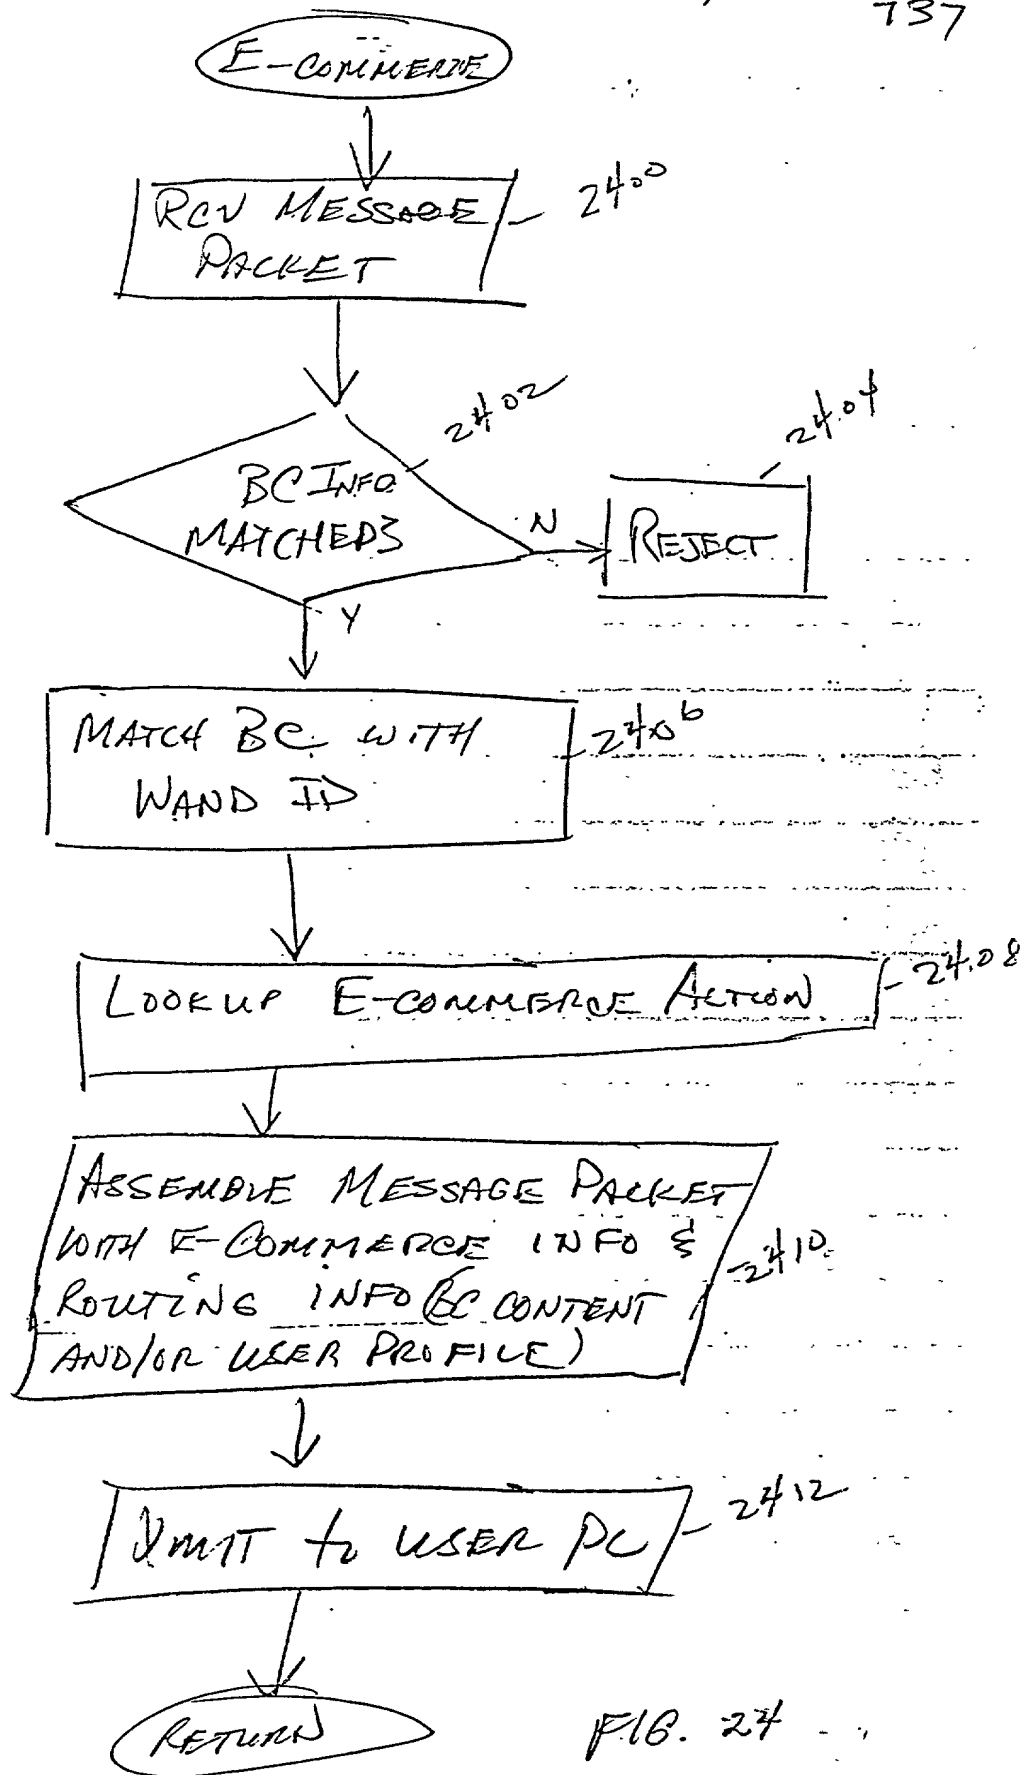 737
E-COMMERCE
RCV MESSAGE
PACKET
2400
2402
BC INFO
MATCHED?
N
2404
REJECT
Y
MATCH BC WITH
WAND ID
2406
LOOKUP E-COMMERCE ACTION
2408
ASSEMBLE MESSAGE PACKET
WITH E-COMMERCE INFO &
ROUTING INFO (BC CONTENT
AND/OR USER PROFILE)
2410
XMIT to USER PC
2412
RETURN
FIG. 24